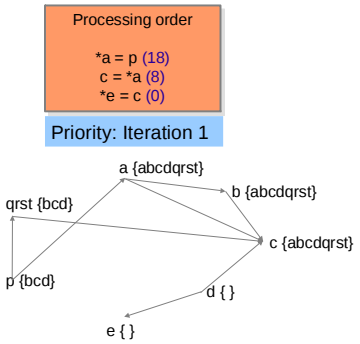 Processing order
*a = p (18)
c = *a (8)
*e = c (0)
Priority: Iteration 1
a {abcdqrst}
b {abcdqrst}
qrst {bcd}
c {abcdqrst}
p {bcd}
d { }
e { }